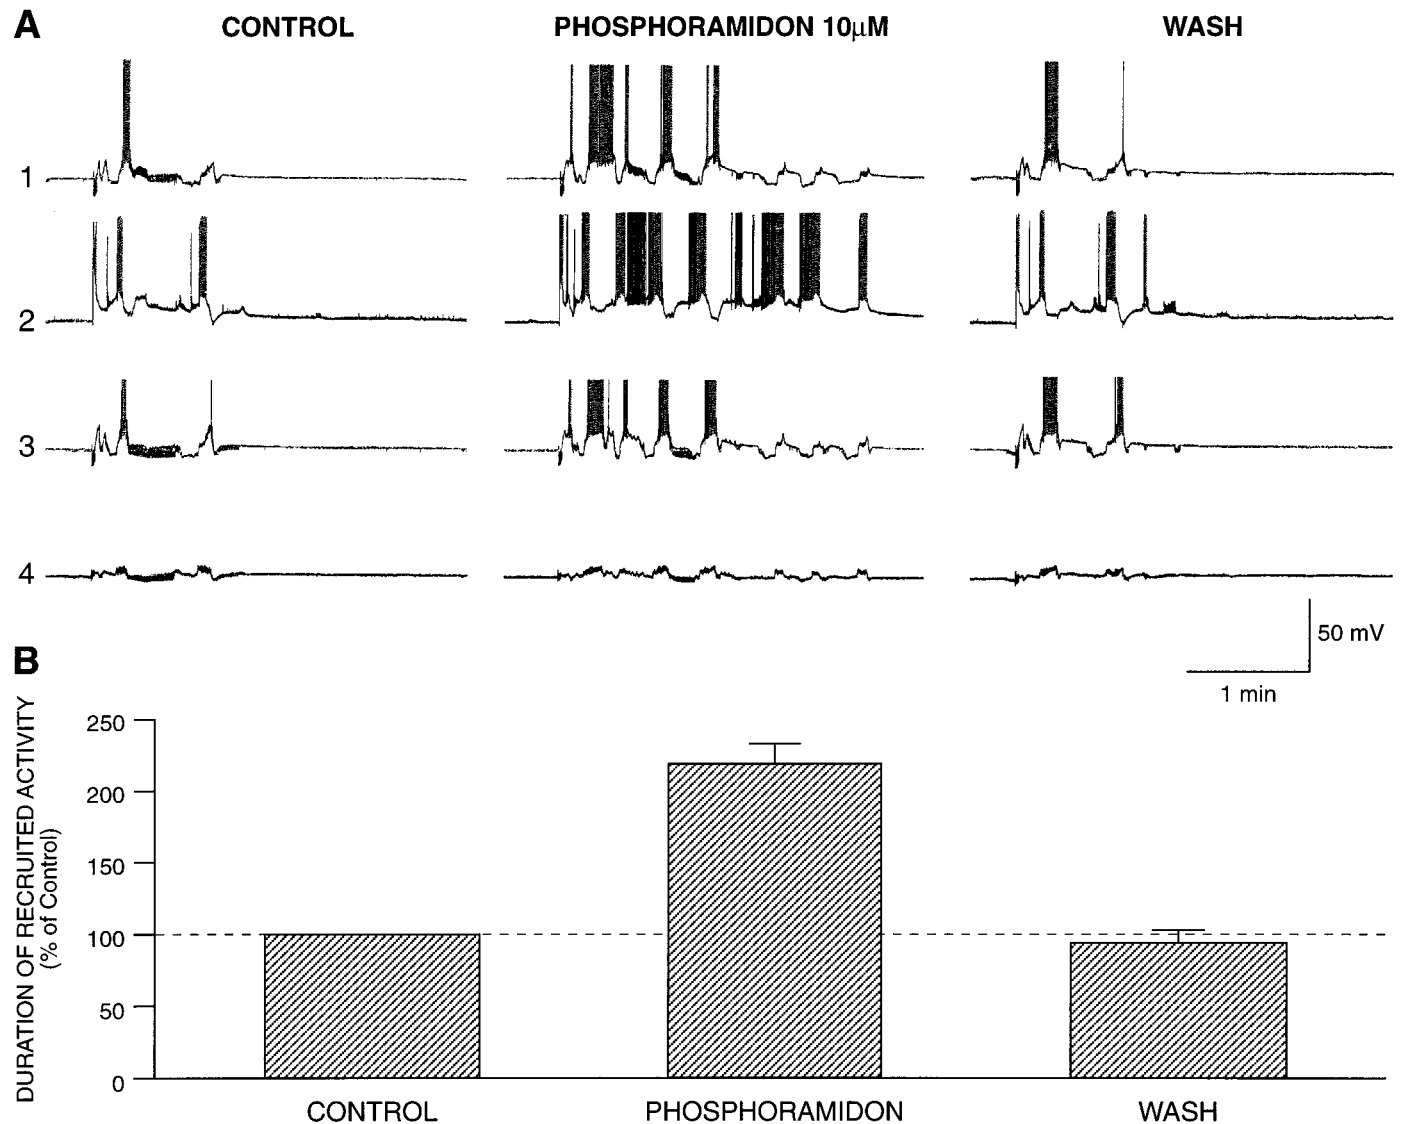 A
CONTROL PHOSPHORAMIDON 10μM WASH
1
2
3
4
50 mV
1 min
B
DURATION OF RECRUITED ACTIVITY
(% of Control)
250
200
150
100
50
0
CONTROL PHOSPHORAMIDON WASH